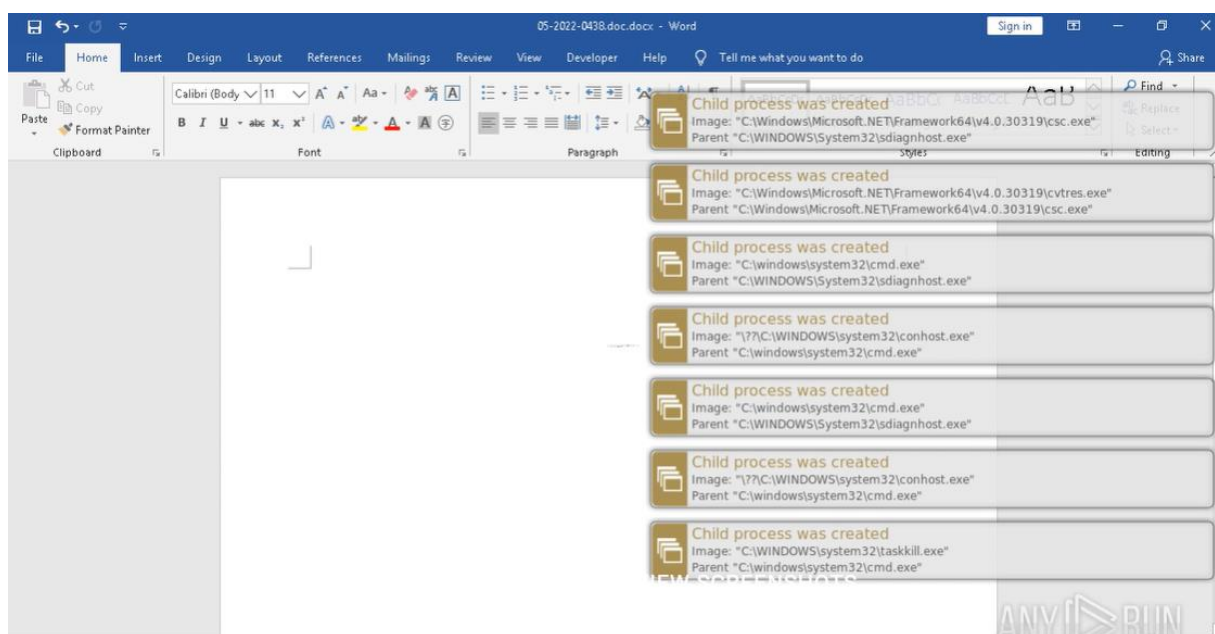 05-2022-0438.doc.docx - Word
Sign in
File Home Insert Design Layout References Mailings Review View Developer Help Tell me what you want to do Share
Paste
Cut
Copy
Format Painter
Clipboard
Calibri (Body 11 A A Aa A
B I U abc X₂ X² A A A
Font
Paragraph
Styles
Find
Replace
Select
Editing
AaBbCc AaBbCcE AaB
Child process was created
Image: "C:\Windows\Microsoft.NET\Framework64\v4.0.30319\csc.exe"
Parent "C:\WINDOWS\System32\sdiagnhost.exe"
Child process was created
Image: "C:\Windows\Microsoft.NET\Framework64\v4.0.30319\cvtres.exe"
Parent "C:\Windows\Microsoft.NET\Framework64\v4.0.30319\csc.exe"
Child process was created
Image: "C:\windows\system32\cmd.exe"
Parent "C:\WINDOWS\System32\sdiagnhost.exe"
Child process was created
Image: "\??\C:\WINDOWS\system32\conhost.exe"
Parent "C:\windows\system32\cmd.exe"
Child process was created
Image: "C:\windows\system32\cmd.exe"
Parent "C:\WINDOWS\System32\sdiagnhost.exe"
Child process was created
Image: "\??\C:\WINDOWS\system32\conhost.exe"
Parent "C:\windows\system32\cmd.exe"
Child process was created
Image: "C:\WINDOWS\system32\taskkill.exe"
Parent "C:\windows\system32\cmd.exe"
SCREENSHOTS
ANY RUN